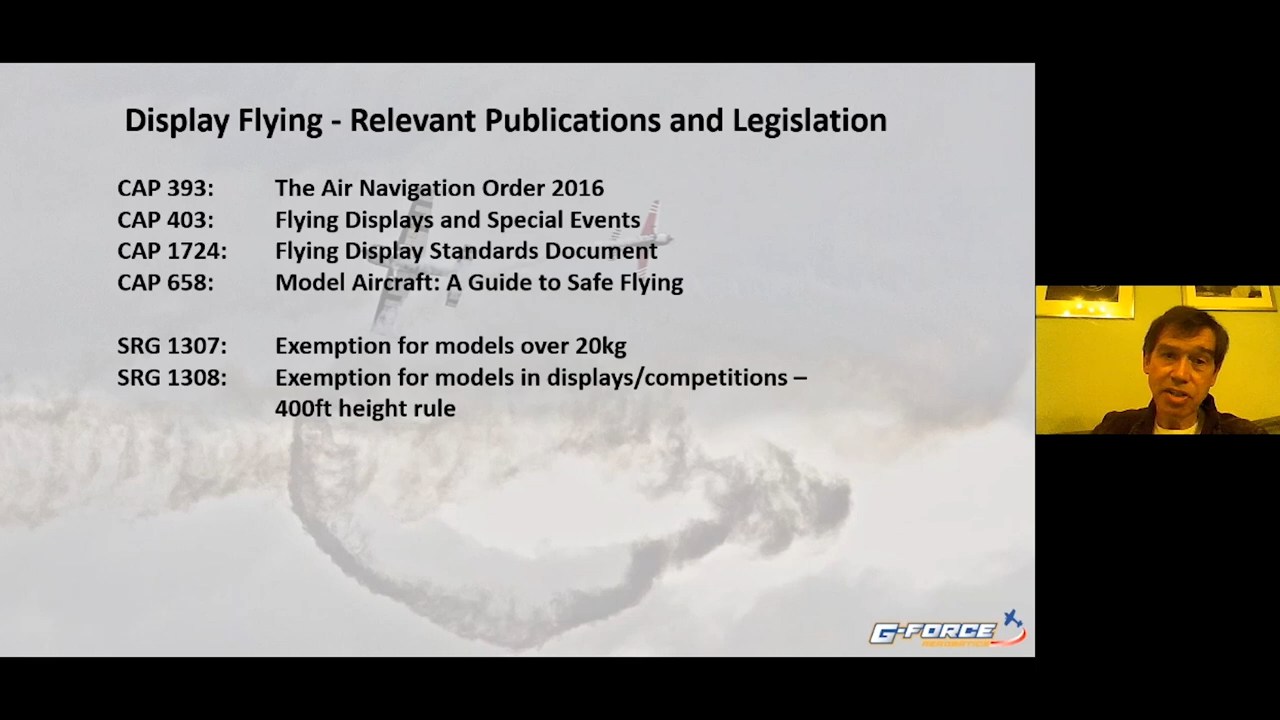 Display Flying - Relevant Publications and Legislation
CAP 393: The Air Navigation Order 2016
CAP 403: Flying Displays and Special Events
CAP 1724: Flying Display Standards Document
CAP 658: Model Aircraft: A Guide to Safe Flying
SRG 1307: Exemption for models over 20kg
SRG 1308: Exemption for models in displays/competitions –
400ft height rule
G-FORCE
AEROBATICS